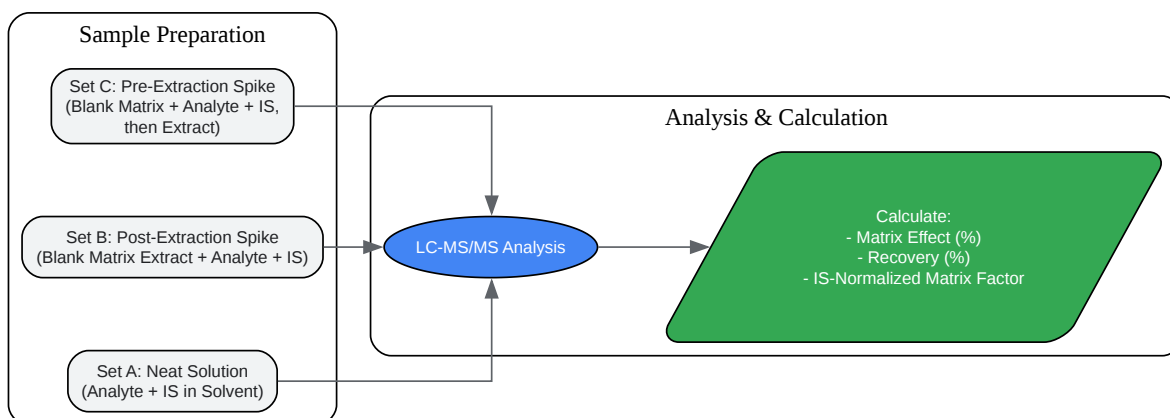 Sample Preparation
Set C: Pre-Extraction Spike
(Blank Matrix + Analyte + IS,
then Extract)
Set B: Post-Extraction Spike
(Blank Matrix Extract + Analyte + IS)
Set A: Neat Solution
(Analyte + IS in Solvent)
Analysis & Calculation
LC-MS/MS Analysis
Calculate:
- Matrix Effect (%)
- Recovery (%)
- IS-Normalized Matrix Factor